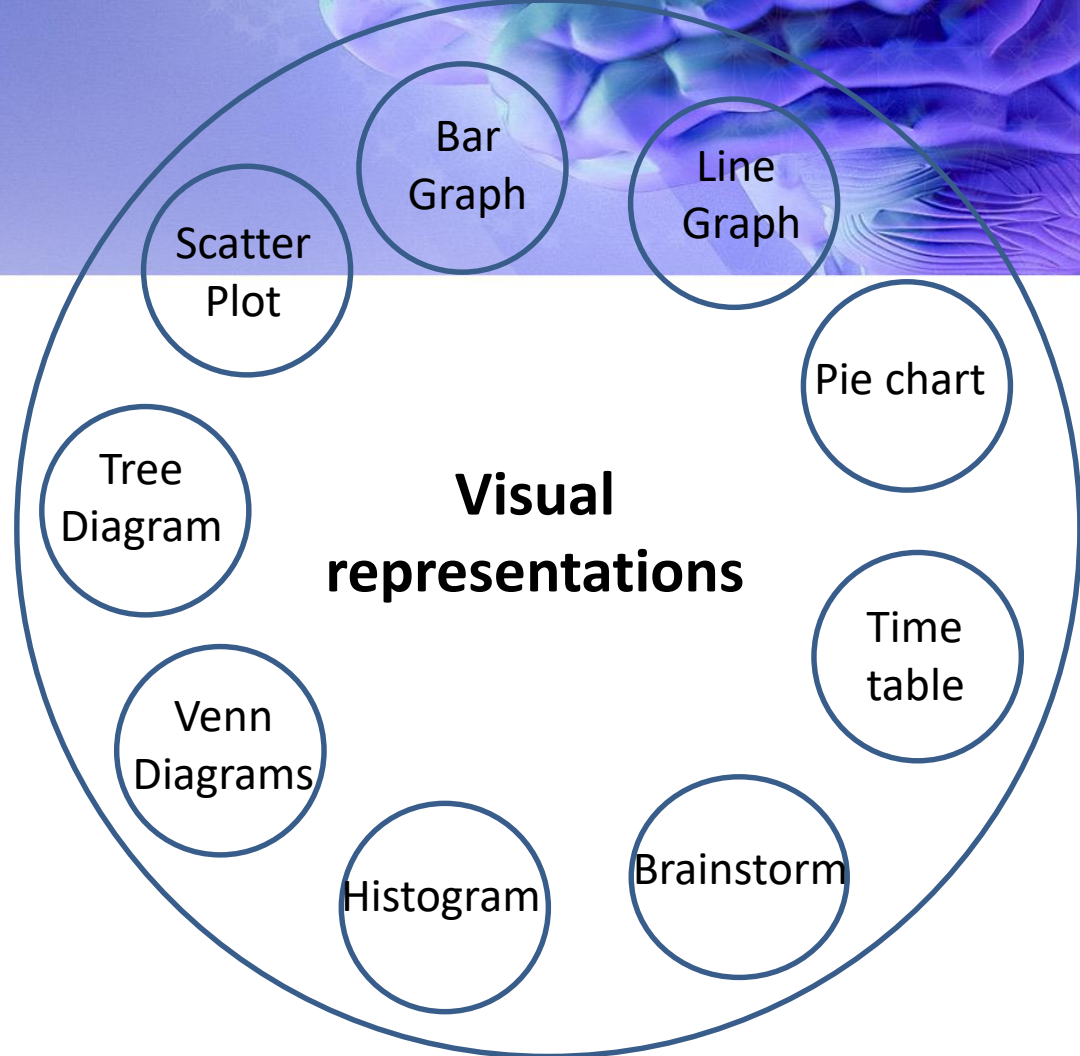 Bar
Graph
Line
Graph
Scatter
Plot
Pie chart
Tree
Diagram
Visual
representations
Time
table
Venn
Diagrams
Brainstorm
Histogram